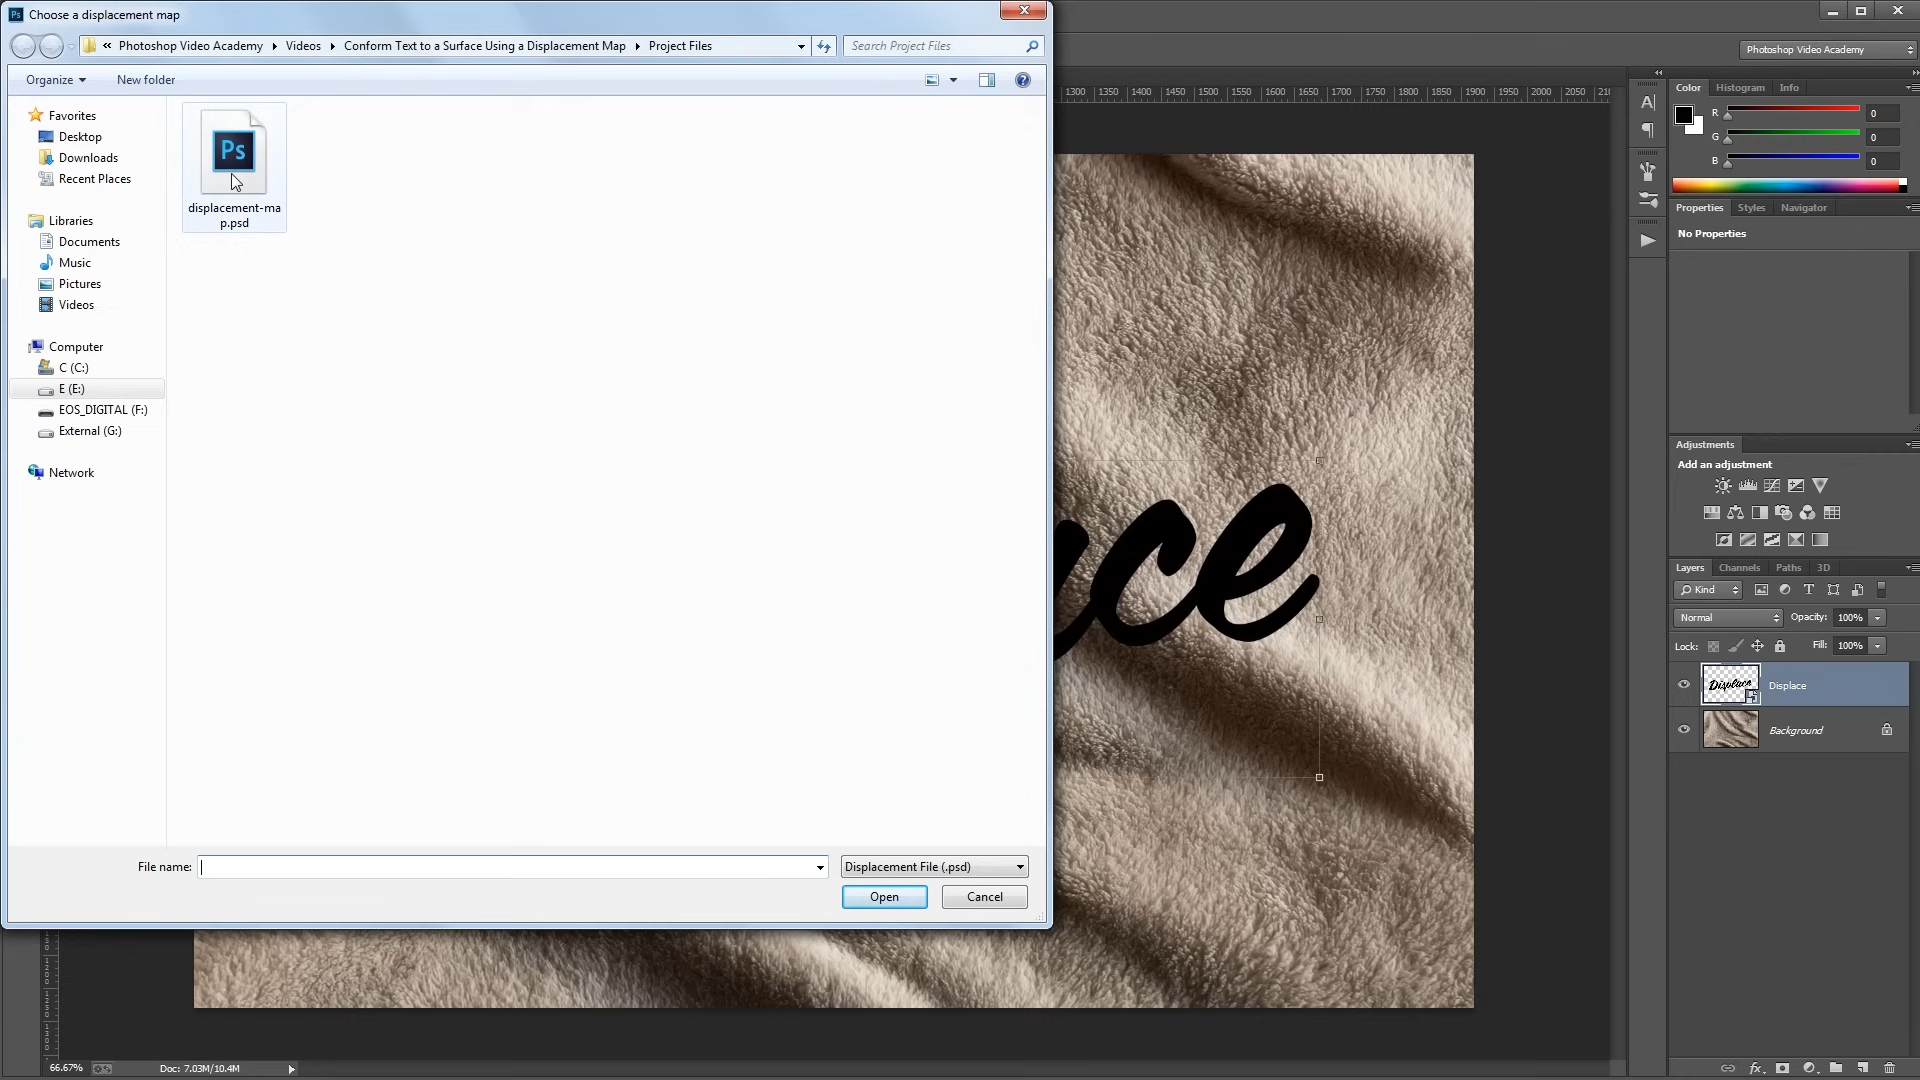 Ps Choose a displacement map
« Photoshop Video Academy Videos Conform Text to a Surface Using a Displacement Map Project Files
Search Project Files
Organize New folder
Favorites
Desktop
Downloads
Recent Places
Libraries
Documents
Music
Pictures
Videos
Computer
C (C:)
E (E:)
EOS_DIGITAL (F:)
External (G:)
Network
Ps
displacement-ma
p.psd
File name:
Displacement File (.psd)
Open Cancel
Photoshop Video Academy
1300 1350 1400 1450 1500 1550 1600 1650 1700 1750 1800 1850 1900 1950 2000 2050
Color Histogram Info
R 0
G 0
B 0
Properties Styles Navigator
No Properties
Adjustments
Add an adjustment
Layers Channels Paths 3D
Kind
Normal Opacity: 100%
Lock: Fill: 100%
Displace Displace
Background
ce
66.67% Doc: 7.03M/10.4M
fx